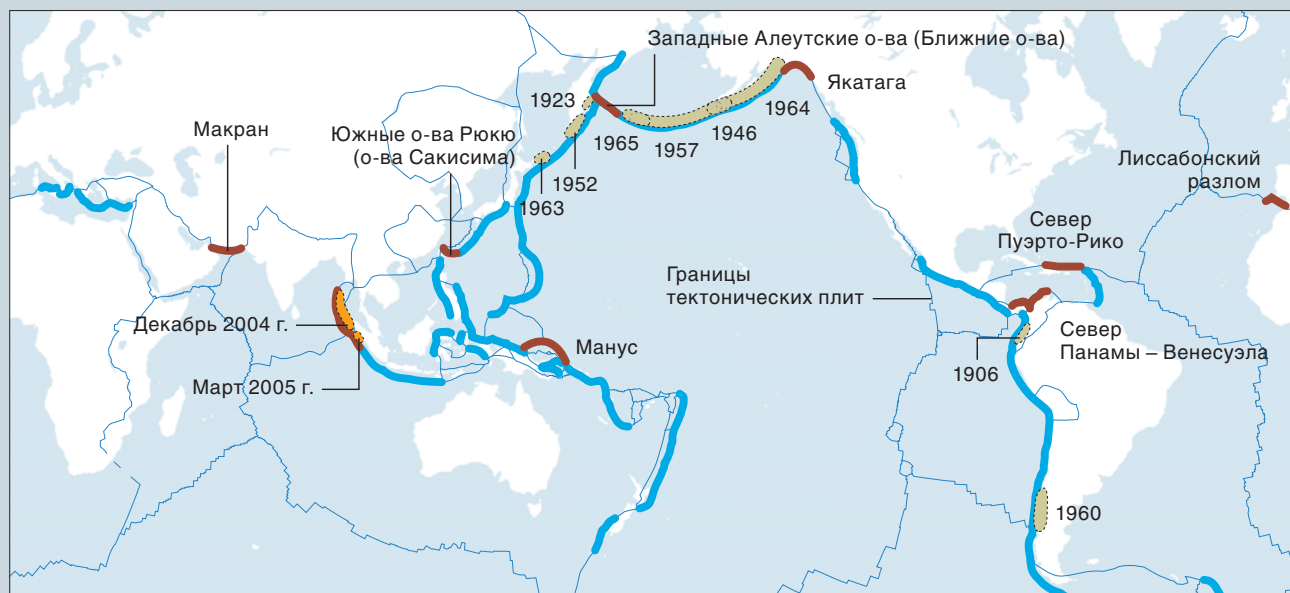 Западные Алеутские о-ва (Ближние о-ва)
1923
Якатага
1964
Макран
Южные о-ва Рюкю
(о-ва Сакисима)
1946
1965
1957
1952
Лиссабонский
разлом
1963
Север
Пуэрто-Рико
Границы
тектонических плит
Декабрь 2004 г.
Манус
Север
Панамы – Венесуэла
1906
Март 2005 г.
1960